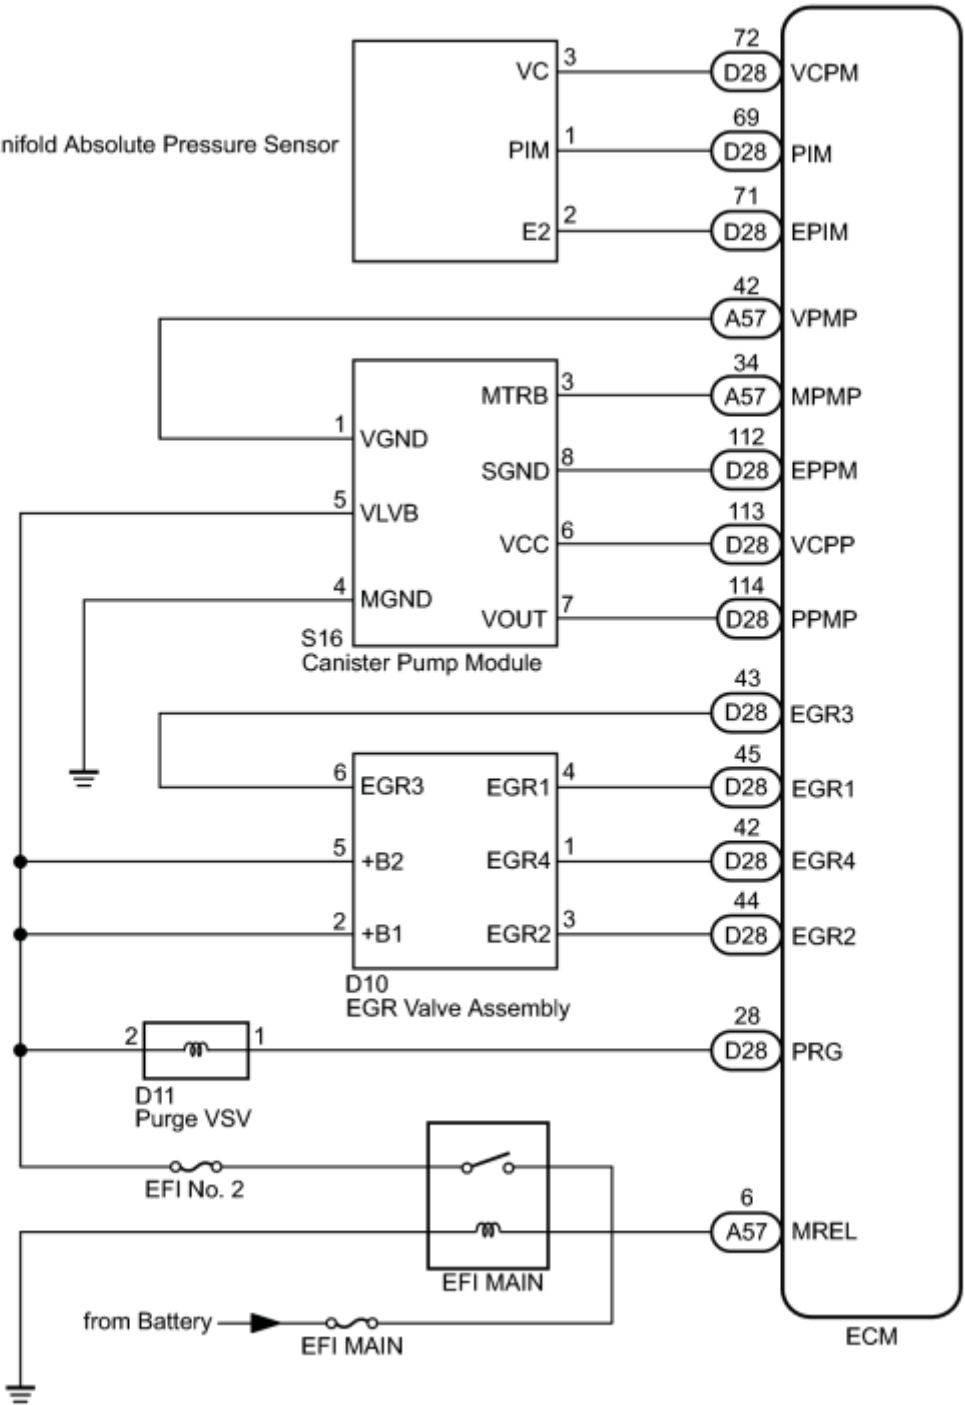 72
VC 3 D28 VCPM
69
nifold Absolute Pressure Sensor
PIM 1 D28 PIM
71
E2 2 D28 EPIM
42
A57 VPMP
34
MTRB 3 A57 MPMP
112
1 VGND
SGND 8 D28 EPPM
113
5 VLVB
VCC 6 D28 VCPP
114
4 MGND
VOUT 7 D28 PPMP
S16
Canister Pump Module
43
D28 EGR3
45
6 EGR3 EGR1 4 D28 EGR1
42
5 +B2 EGR4 1 D28 EGR4
44
2 +B1 EGR2 3 D28 EGR2
D10
EGR Valve Assembly
28
2 1 D28 PRG
D11
Purge VSV
EFI No. 2
6
A57 MREL
EFI MAIN
from Battery
EFI MAIN
ECM